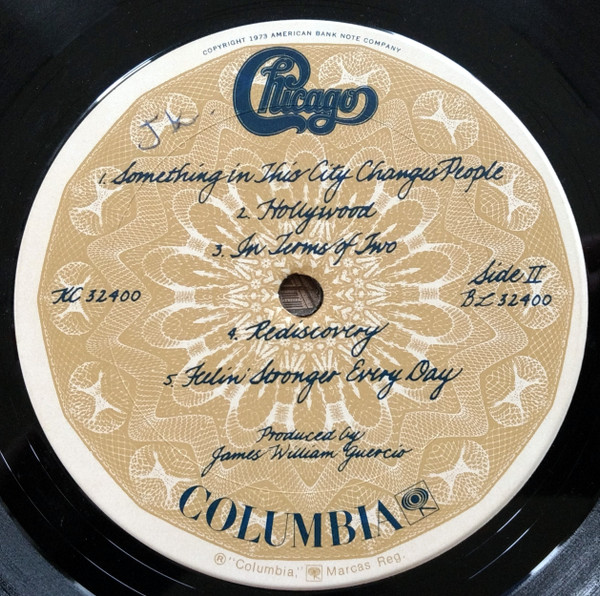 COPYRIGHT 1973 AMERICAN BANK NOTE COMPANY
Chicago
1. Something in This City Changes People
2. Hollywood
3. In Terms of Two
KC 32400
Side II
BL 32400
4. Rediscovery
5. Feelin' Stronger Every Day
Produced by
James William Guercio
COLUMBIA
® "Columbia," Marcas Reg.